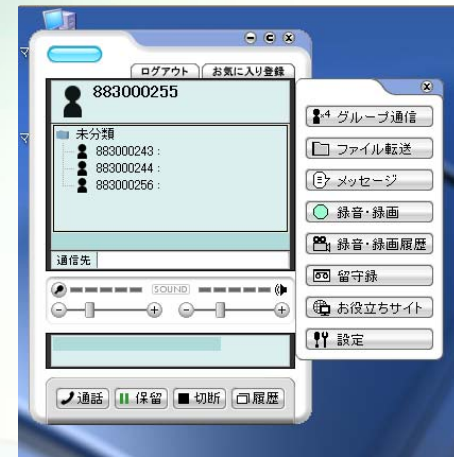 ログアウト お気に入り登録
883000255
未分類
883000243 :
883000244 :
883000256 :
通信先
SOUND
通話 保留 切断 履歴
グループ通信
ファイル転送
メッセージ
録音・録画
録音・録画履歴
留守録
お役立ちサイト
設定